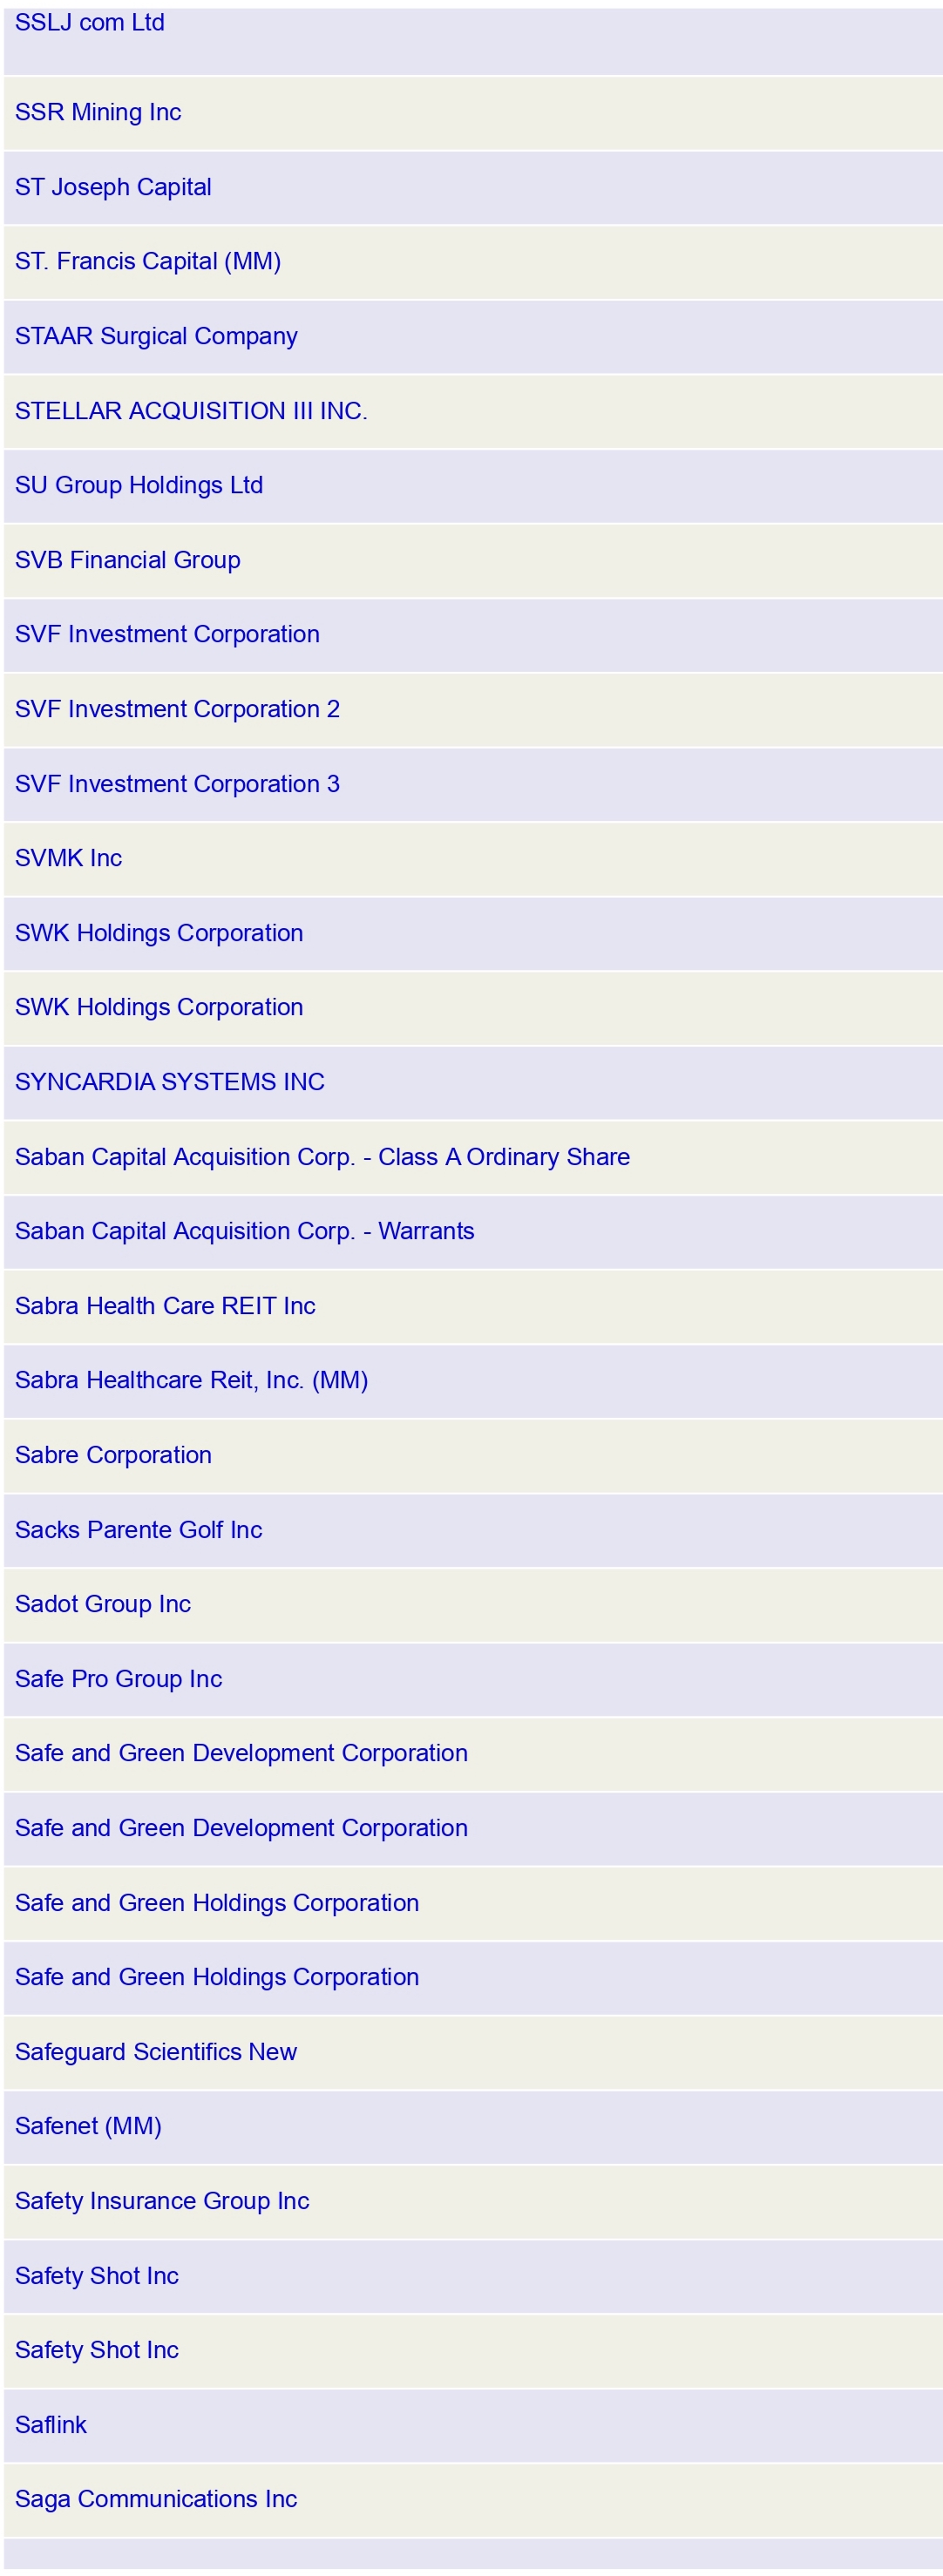 SSLJ com Ltd
SSR Mining Inc
ST Joseph Capital
ST. Francis Capital (MM)
STAAR Surgical Company
STELLAR ACQUISITION III INC.
SU Group Holdings Ltd
SVB Financial Group
SVF Investment Corporation
SVF Investment Corporation 2
SVF Investment Corporation 3
SVMK Inc
SWK Holdings Corporation
SWK Holdings Corporation
SYNCARDIA SYSTEMS INC
Saban Capital Acquisition Corp. - Class A Ordinary Share
Saban Capital Acquisition Corp. - Warrants
Sabra Health Care REIT Inc
Sabra Healthcare Reit, Inc. (MM)
Sabre Corporation
Sacks Parente Golf Inc
Sadot Group Inc
Safe Pro Group Inc
Safe and Green Development Corporation
Safe and Green Development Corporation
Safe and Green Holdings Corporation
Safe and Green Holdings Corporation
Safeguard Scientifics New
Safenet (MM)
Safety Insurance Group Inc
Safety Shot Inc
Safety Shot Inc
Saflink
Saga Communications Inc